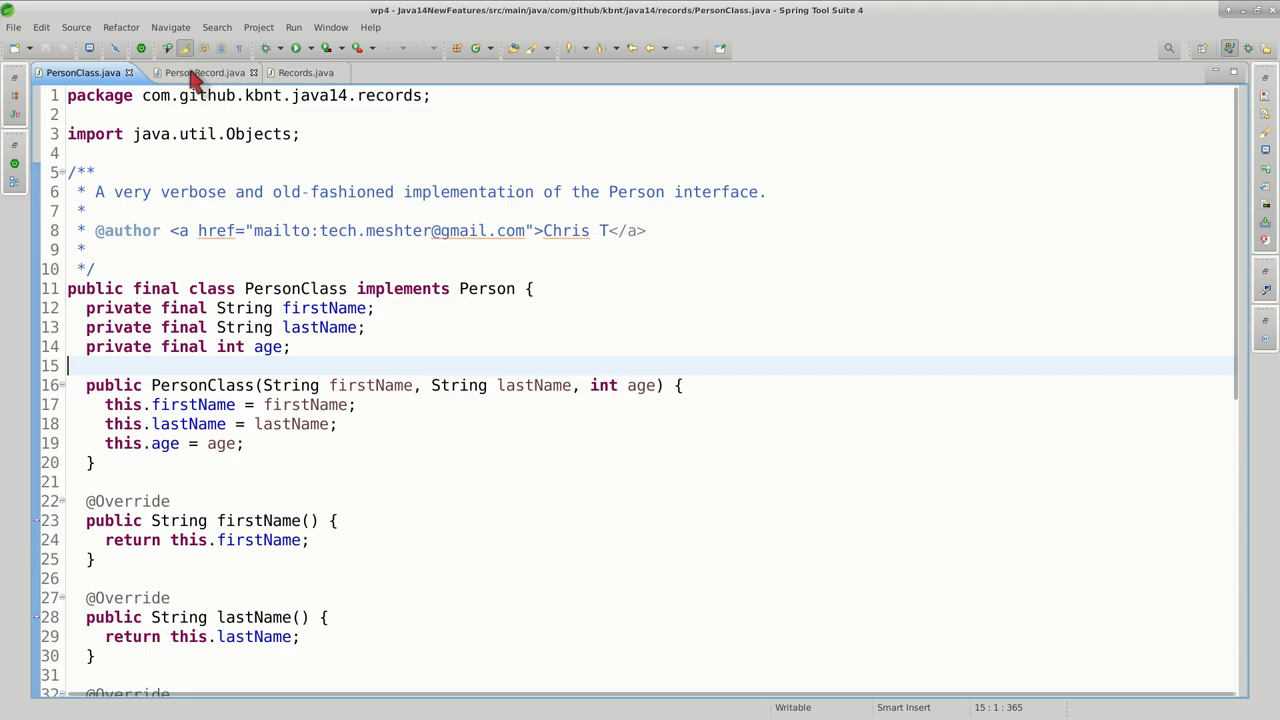 wp4 - Java14NewFeatures/src/main/java/com/github/kbnt/java14/records/PersonClass.java - Spring Tool Suite 4
File Edit Source Refactor Navigate Search Project Run Window Help
PersonClass.java PersonRecord.java Records.java
1 package com.github.kbnt.java14.records;
2
3 import java.util.Objects;
4
5 /**
6 * A very verbose and old-fashioned implementation of the Person interface.
7 *
8 * @author <a href="mailto:tech.meshter@gmail.com">Chris T</a>
9 *
10 */
11 public final class PersonClass implements Person {
12 private final String firstName;
13 private final String lastName;
14 private final int age;
15
16 public PersonClass(String firstName, String lastName, int age) {
17 this.firstName = firstName;
18 this.lastName = lastName;
19 this.age = age;
20 }
21
22 @Override
23 public String firstName() {
24 return this.firstName;
25 }
26
27 @Override
28 public String lastName() {
29 return this.lastName;
30 }
31
32 @Override
Writable Smart Insert 15 : 1 : 365